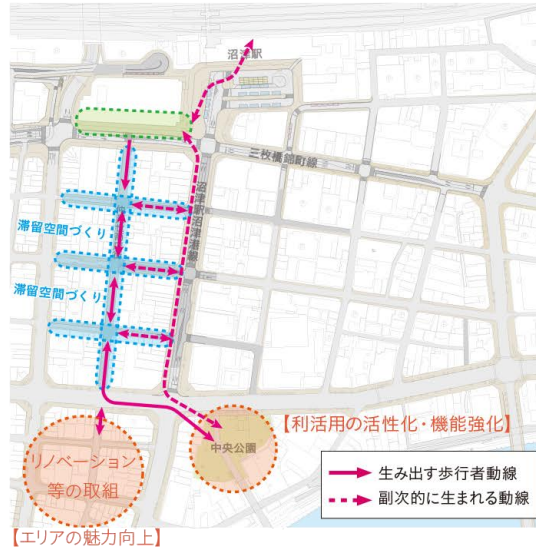 沼津駅
三枚橋錦町線
沼津駅沼津港線
滞留空間づくり
滞留空間づくり
【利活用の活性化・機能強化】
中央公園
リノベーション
等の取組
【エリアの魅力向上】
生み出す歩行者動線
副次的に生まれる動線